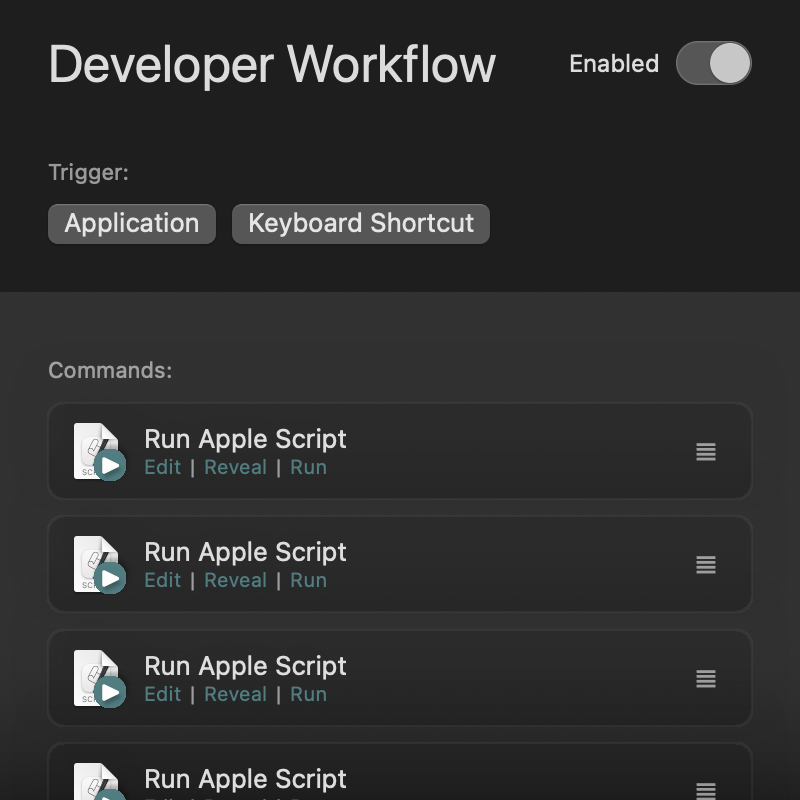 Developer Workflow
Enabled
Trigger:
Application
Keyboard Shortcut
Commands:
Run Apple Script
Edit | Reveal | Run
Run Apple Script
Edit | Reveal | Run
Run Apple Script
Edit | Reveal | Run
Run Apple Script